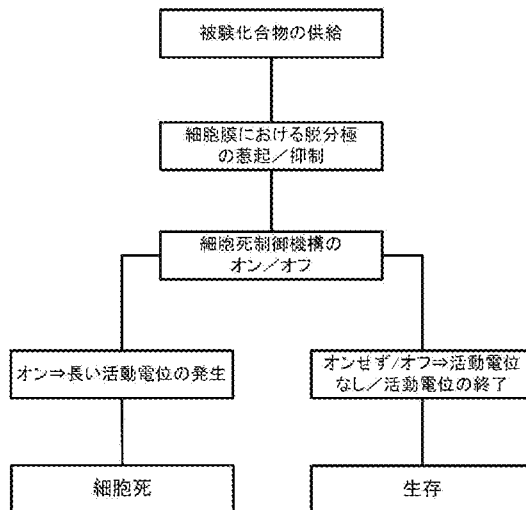 被験化合物の供給
細胞膜における脱分極
の惹起／抑制
細胞死制御機構の
オン／オフ
オン⇒長い活動電位の発生
オンせず/オフ⇒活動電位
なし／活動電位の終了
細胞死
生存